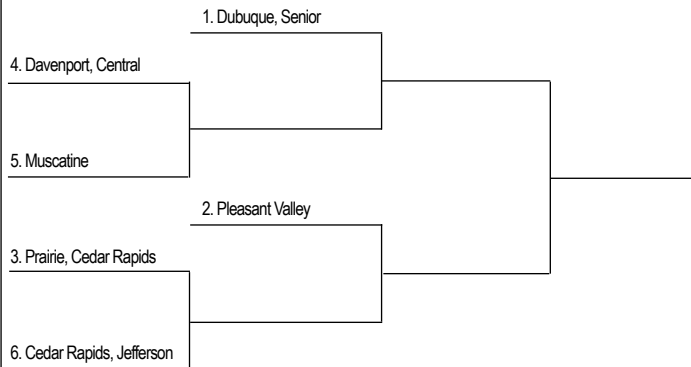 1. Dubuque, Senior
4. Davenport, Central
5. Muscatine
2. Pleasant Valley
3. Prairie, Cedar Rapids
6. Cedar Rapids, Jefferson